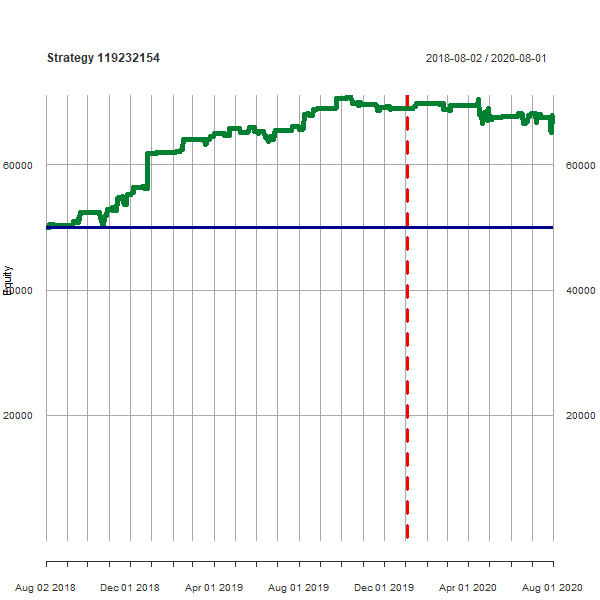 Strategy 119232154
2018-08-02 / 2020-08-01
60000
60000
Equity
40000
40000
20000
20000
Aug 02 2018
Dec 01 2018
Apr 01 2019
Aug 01 2019
Dec 01 2019
Apr 01 2020
Aug 01 2020